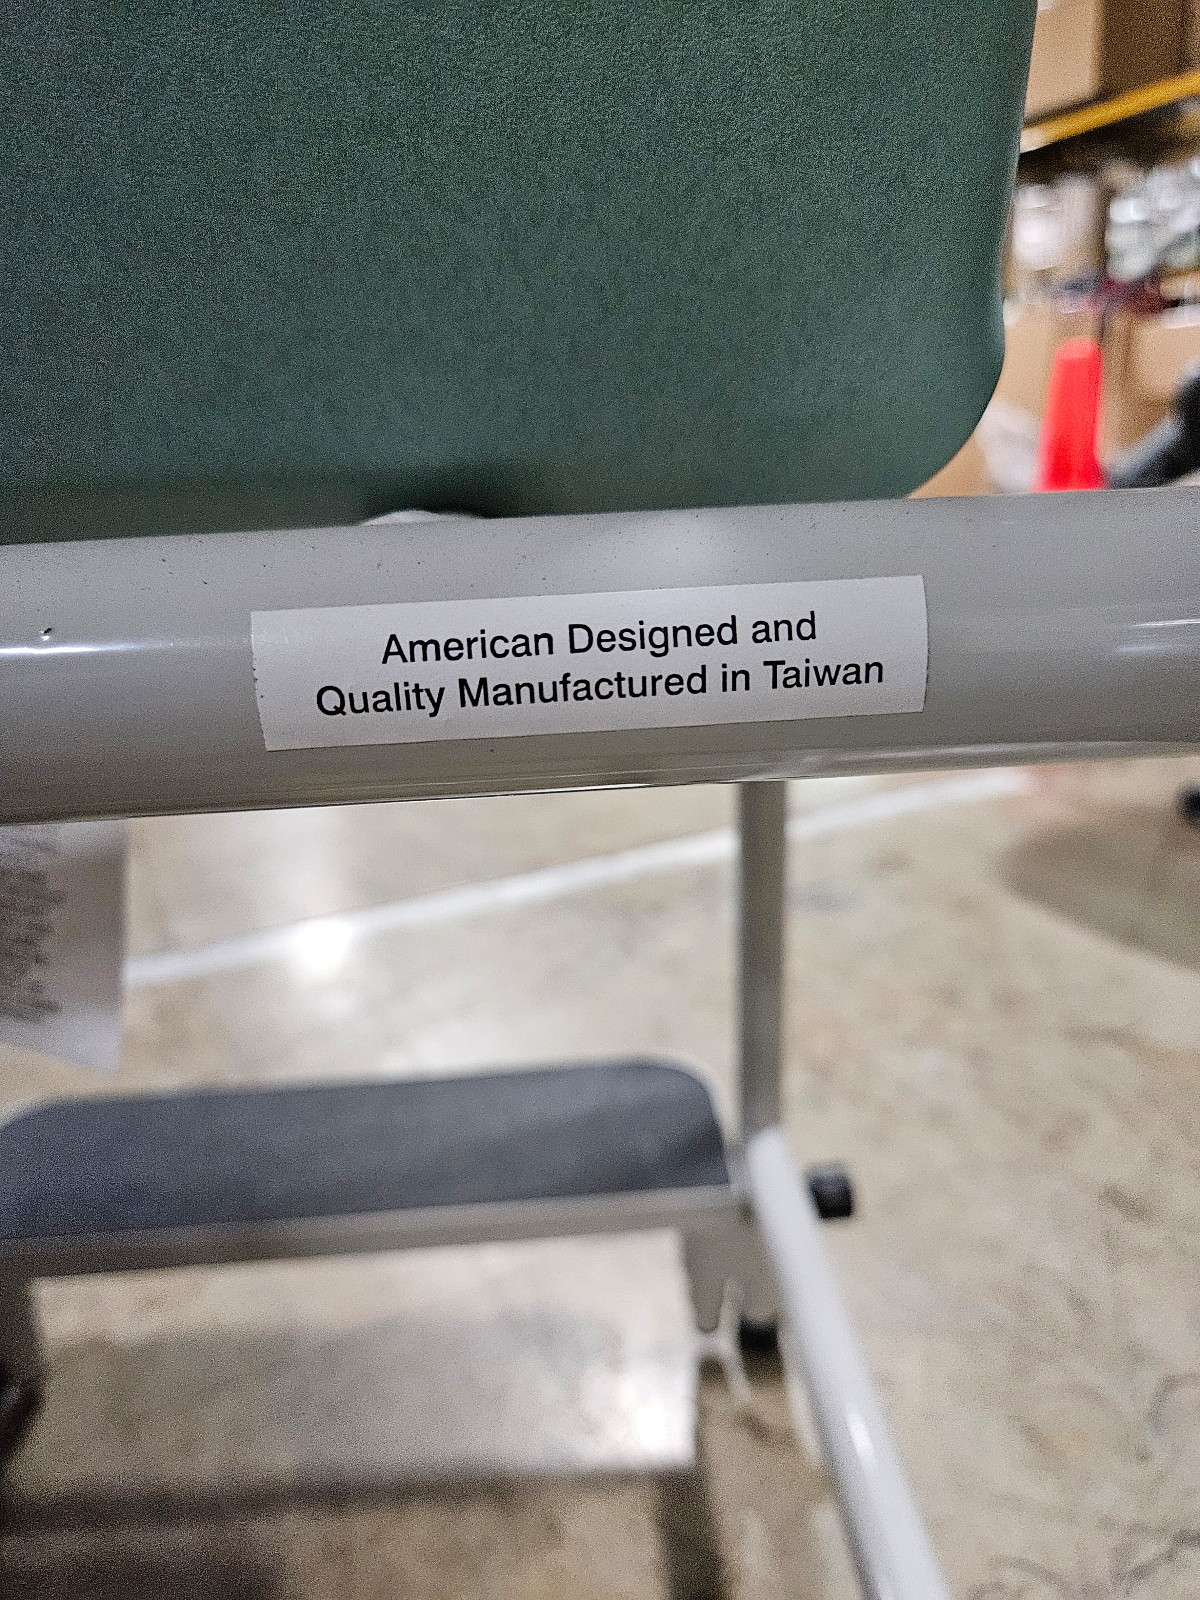 American Designed and
Quality Manufactured in Taiwan